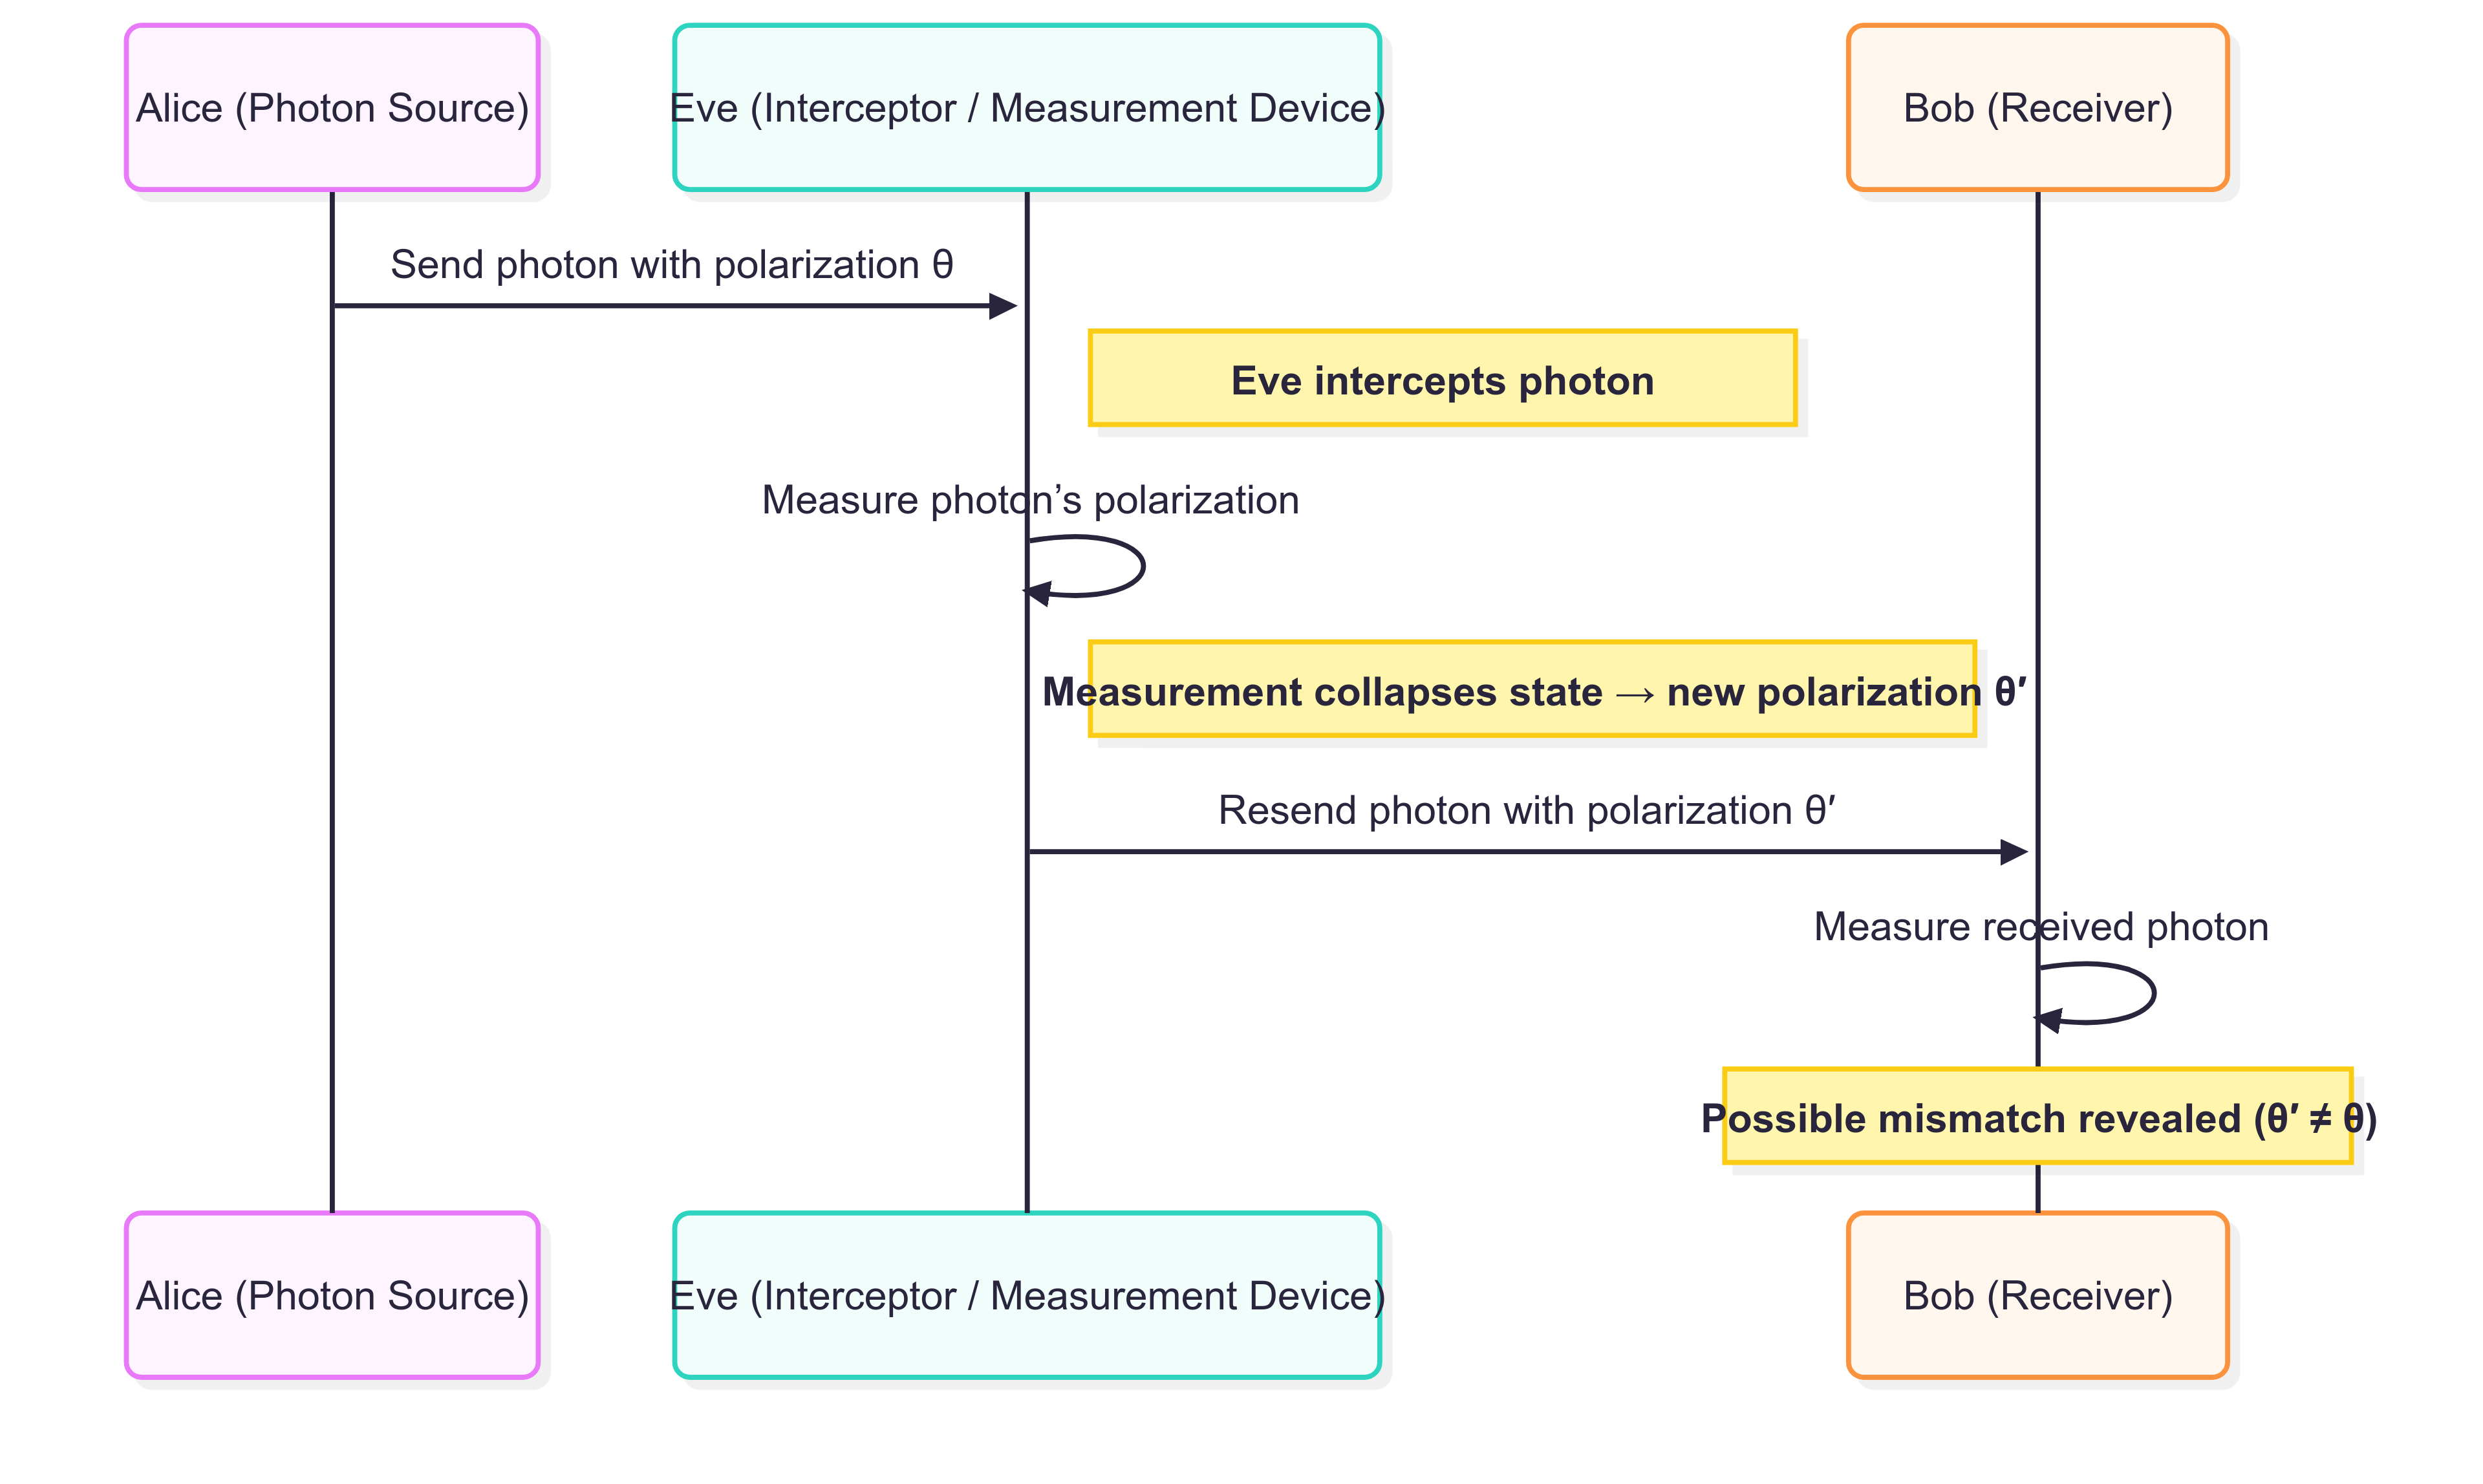 Alice (Photon Source)
Eve (Interceptor / Measurement Device)
Bob (Receiver)
Send photon with polarization θ
Eve intercepts photon
Measure photon’s polarization
Measurement collapses state → new polarization θ′
Resend photon with polarization θ′
Measure received photon
Possible mismatch revealed (θ′ ≠ θ)
Alice (Photon Source)
Eve (Interceptor / Measurement Device)
Bob (Receiver)